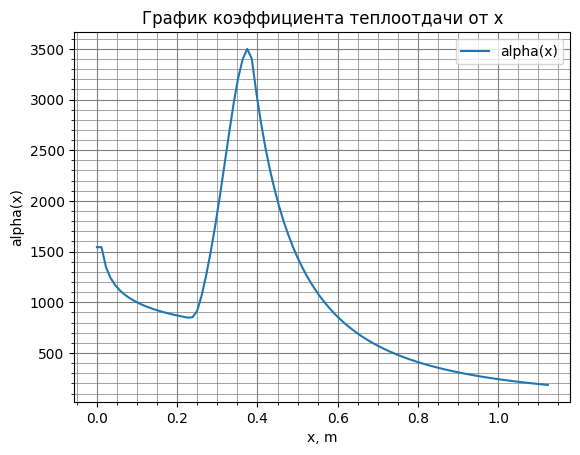 График коэффициента теплоотдачи от x
alpha(x)
3500
3000
2500
2000
1500
1000
500
alpha(x)
0.0 0.2 0.4 0.6 0.8 1.0
x, m